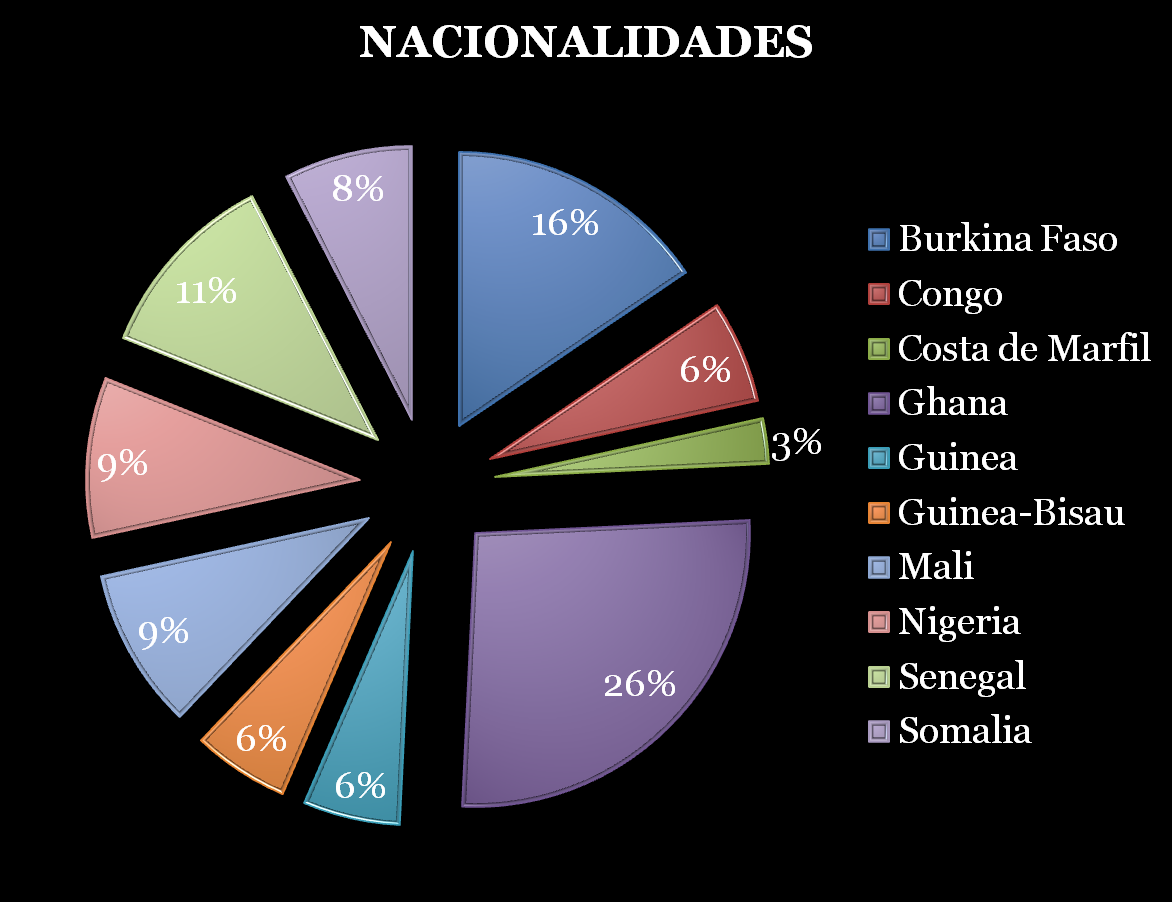 NACIONALIDADES
8%
16%
11%
6%
3%
9%
9%
26%
6%
6%
Burkina Faso
Congo
Costa de Marfil
Ghana
Guinea
Guinea-Bisau
Mali
Nigeria
Senegal
Somalia